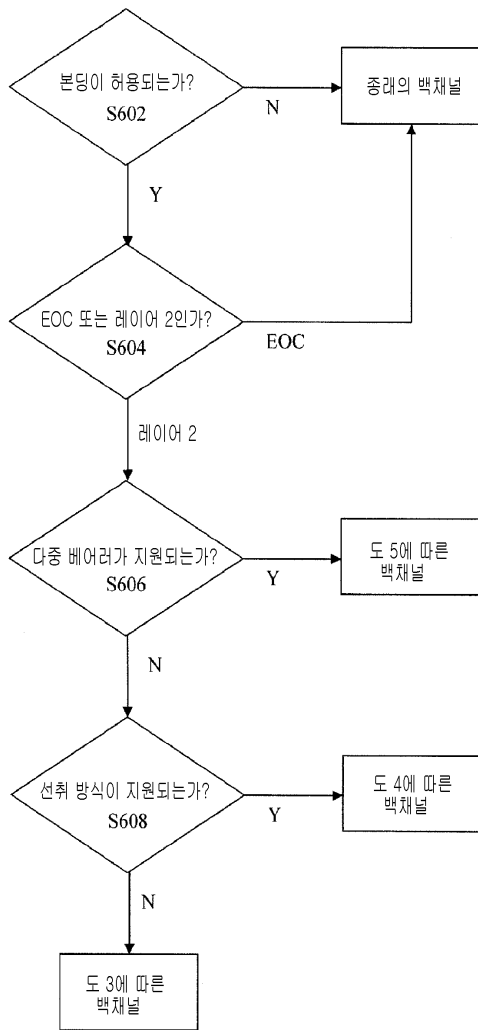 본딩이 허용되는가?
S602
N
종래의 백채널
Y
EOC 또는 레이어 2인가?
S604
EOC
레이어 2
다중 베어러가 지원되는가?
S606
Y
도 5에 따른
백채널
N
선취 방식이 지원되는가?
S608
Y
도 4에 따른
백채널
N
도 3에 따른
백채널